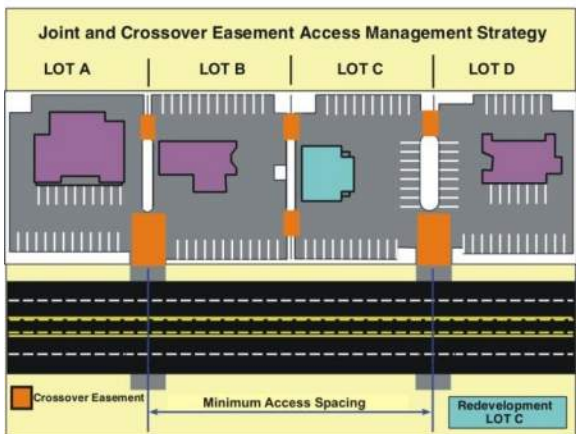 Joint and Crossover Easement Access Management Strategy
LOT A LOT B LOT C LOT D
Crossover Easement
Minimum Access Spacing
Redevelopment
LOT C